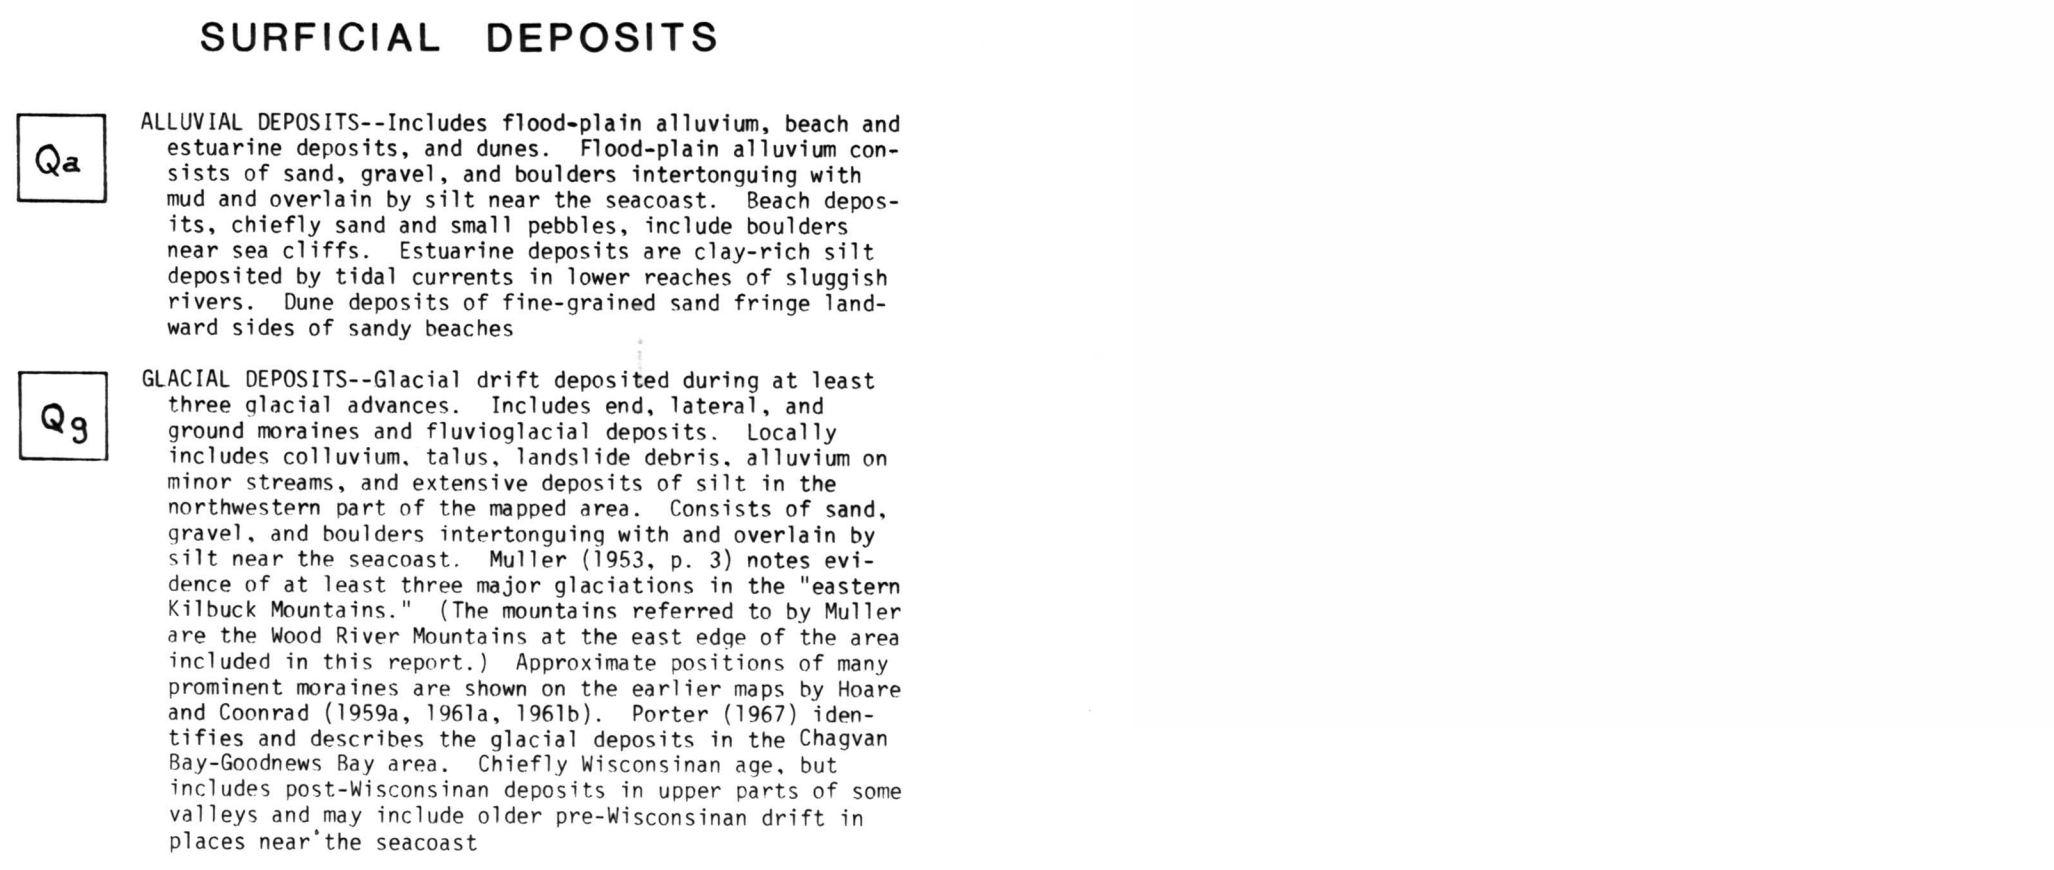 SURFICIAL DEPOSITS
Qa
ALLUVIAL DEPOSITS--Includes flood-plain alluvium, beach and
estuarine deposits, and dunes. Flood-plain alluvium con-
sists of sand, gravel, and boulders intertonguing with
mud and overlain by silt near the seacoast. Beach depos-
its, chiefly sand and small pebbles, include boulders
near sea cliffs. Estuarine deposits are clay-rich silt
deposited by tidal currents in lower reaches of sluggish
rivers. Dune deposits of fine-grained sand fringe land-
ward sides of sandy beaches
Qg
GLACIAL DEPOSITS--Glacial drift deposited during at least
three glacial advances. Includes end, lateral, and
ground moraines and fluvioglacial deposits. Locally
includes colluvium, talus, landslide debris, alluvium on
minor streams, and extensive deposits of silt in the
northwestern part of the mapped area. Consists of sand,
gravel, and boulders intertonguing with and overlain by
silt near the seacoast. Muller (1953, p. 3) notes evi-
dence of at least three major glaciations in the "eastern
Kilbuck Mountains." (The mountains referred to by Muller
are the Wood River Mountains at the east edge of the area
included in this report.) Approximate positions of many
prominent moraines are shown on the earlier maps by Hoare
and Coonrad (1959a, 1961a, 1961b). Porter (1967) iden-
tifies and describes the glacial deposits in the Chagvan
Bay-Goodnews Bay area. Chiefly Wisconsinan age, but
includes post-Wisconsinan deposits in upper parts of some
valleys and may include older pre-Wisconsinan drift in
places near the seacoast